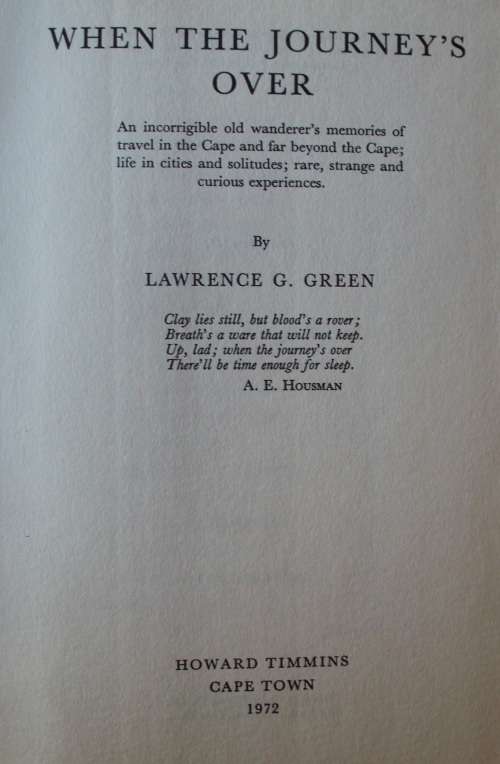 WHEN THE JOURNEY'S
OVER
An incorrigible old wanderer's memories of
travel in the Cape and far beyond the Cape;
life in cities and solitudes; rare, strange and
curious experiences.
By
LAWRENCE G. GREEN
Clay lies still, but blood's a rover;
Breath's a ware that will not keep.
Up, lad; when the journey's over
There'll be time enough for sleep.
A. E. HOUSMAN
HOWARD TIMMINS
CAPE TOWN
1972